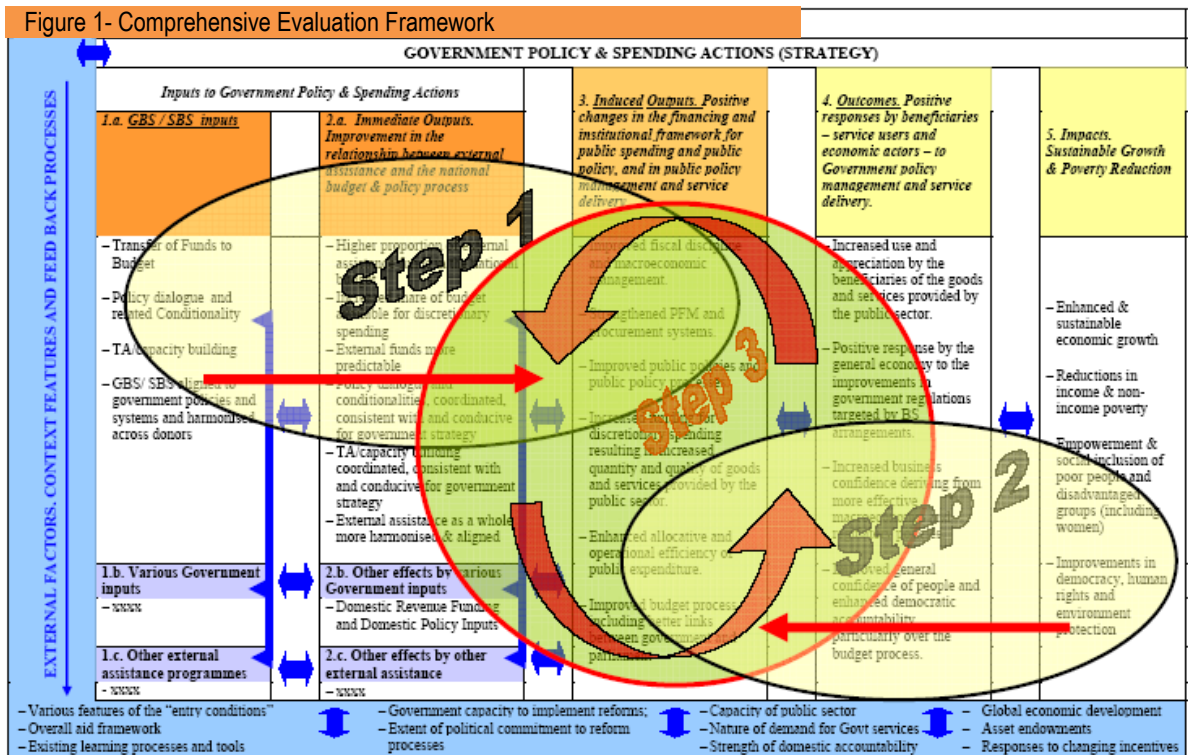 Figure 1- Comprehensive Evaluation Framework
GOVERNMENT POLICY & SPENDING ACTIONS (STRATEGY)
EXTERNAL FACTORS, CONTEXT FEATURES AND FEED BACK PROCESSES
Inputs to Government Policy & Spending Actions
1.a. GBS / SBS inputs
– Transfer of Funds to
Budget
– Policy dialogue and
related Conditionality
– TA/capacity building
– GBS/ SBS aligned to
government policies and
systems and harmonised
across donors
1.b. Various Government
inputs
– xxxx
1.c. Other external
assistance programmes
- xxxx
2.a. Immediate Outputs.
Improvement in the
relationship between external
assistance and the national
budget & policy process
– Higher proportion
share of budget
for discretionary
spending
– External funds more
predictable
– Policy dialogue and
conditionalities, coordinated,
consistent with and conducive
for government strategy
– TA/capacity building
coordinated, consistent with
and conducive for government
strategy
– External assistance as a whole
more harmonised & aligned
2.b. Other effects by various
Government inputs
– Domestic Revenue Funding
and Domestic Policy Inputs
2.c. Other effects by other
external assistance
– xxxx
3. Induced Outputs. Positive
changes in the financing and
institutional framework for
public spending and public
policy, and in public policy
management and service
delivery.
– Improved fiscal discipline
and macroeconomic
management.
Strengthened PFM and
procurement systems.
– Improved public policies and
public policy
– Increased for
discretionary spending
resulting in increased
quantity and quality of goods
and services provided by the
public sector.
– Enhanced allocative and
operational efficiency of
public expenditure.
– Improved budget process
including better links
between government and
4. Outcomes. Positive
responses by beneficiaries
– service users and
economic actors – to
Government policy
management and service
delivery.
– Increased use and
appreciation by the
beneficiaries of the goods
and services provided by
the public sector.
– Positive response by the
general economy to the
improvements in
government regulations
targeted by BS
arrangements.
– Increased business
confidence deriving from
more effective
– Improved general
confidence of people and
enhanced democratic
accountability
particularly over the
budget process.
5. Impacts.
Sustainable Growth
& Poverty Reduction
– Enhanced &
sustainable
economic growth
– Reductions in
income & non-
income poverty
– Empowerment &
social inclusion of
poor people and
disadvantaged
groups (including
women)
– Improvements in
democracy, human
rights and
environment
protection
Step 1
Step 3
Step 2
– Various features of the “entry conditions”
– Overall aid framework
– Existing learning processes and tools
– Government capacity to implement reforms;
– Extent of political commitment to reform
processes
– Capacity of public sector
– Nature of demand for Govt services
– Strength of domestic accountability
– Global economic development
– Asset endowments
– Responses to changing incentives